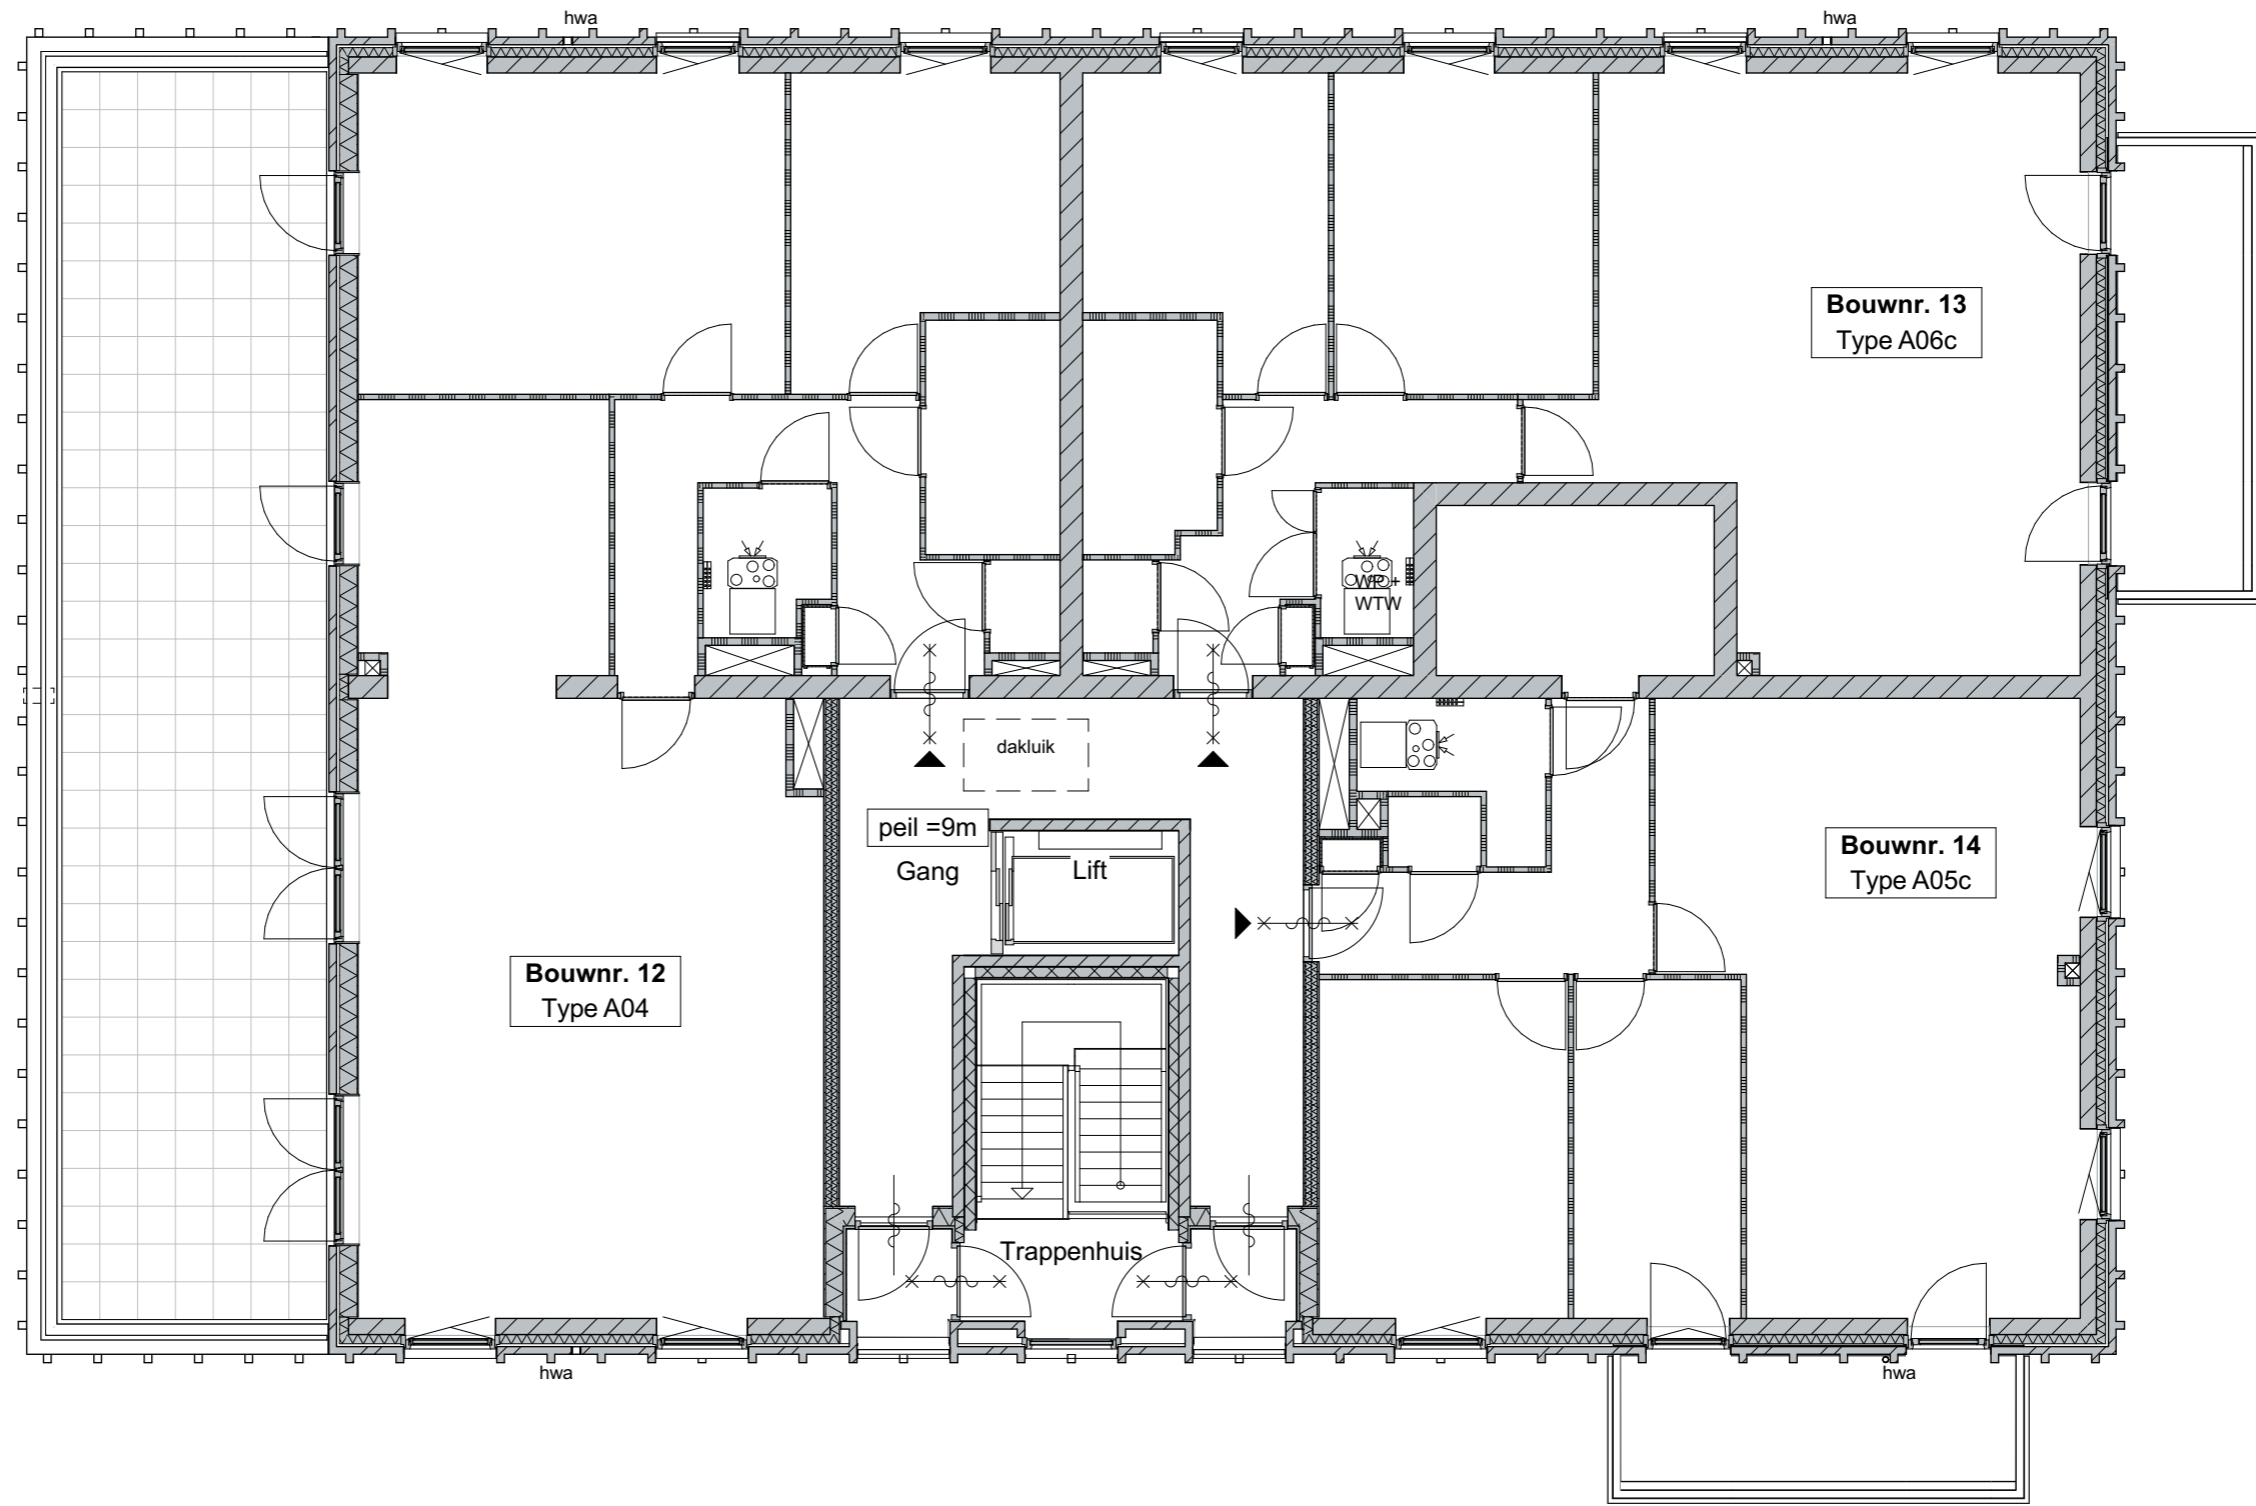 hwa
hwa
Bouwnr. 13
Type A06c
WP +
WTW
dakluik
peil =9m
Gang
Lift
Bouwnr. 14
Type A05c
Bouwnr. 12
Type A04
Trappenhuis
hwa
hwa